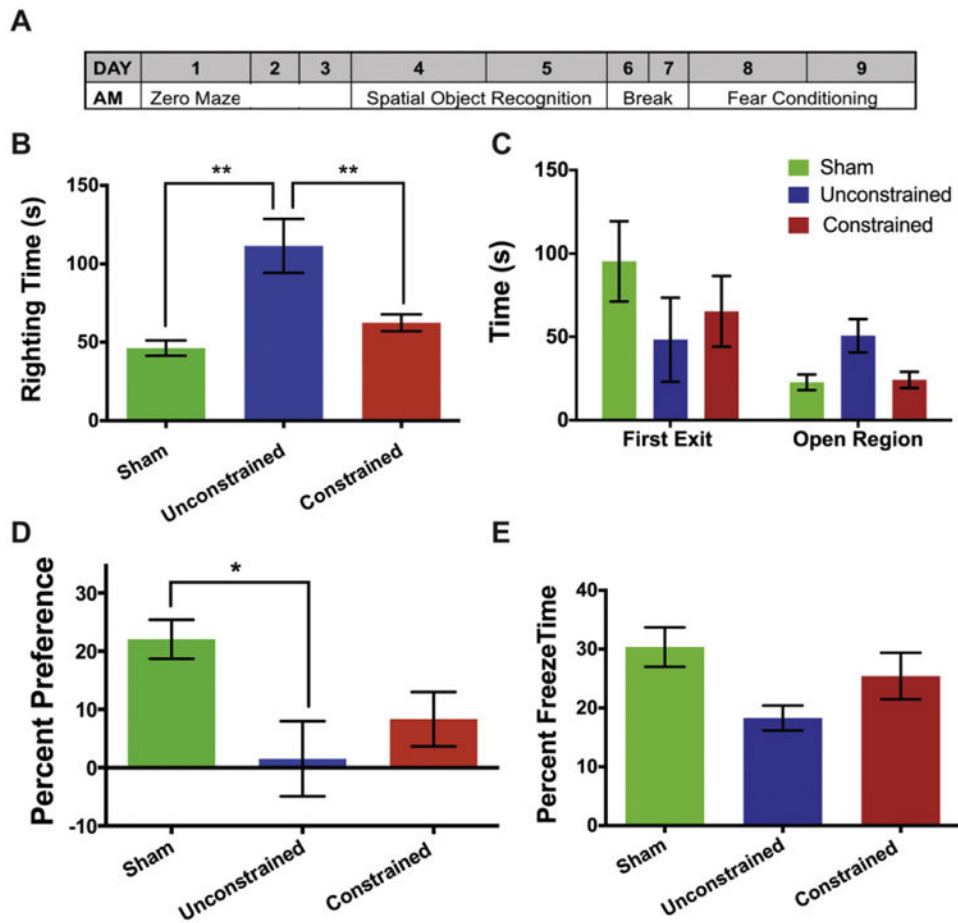 A
DAY 1 2 3 4 5 6 7 8 9
AM Zero Maze Spatial Object Recognition Break Fear Conditioning
B
Righting Time (s)
150
100
50
0
** **
Sham
Unconstrained
Constrained
C
Time (s)
150
100
50
0
First Exit Open Region
Sham
Unconstrained
Constrained
D
Percent Preference
30
20
10
0
-10
*
Sham
Unconstrained
Constrained
E
Percent FreezeTime
40
30
20
10
0
Sham
Unconstrained
Constrained